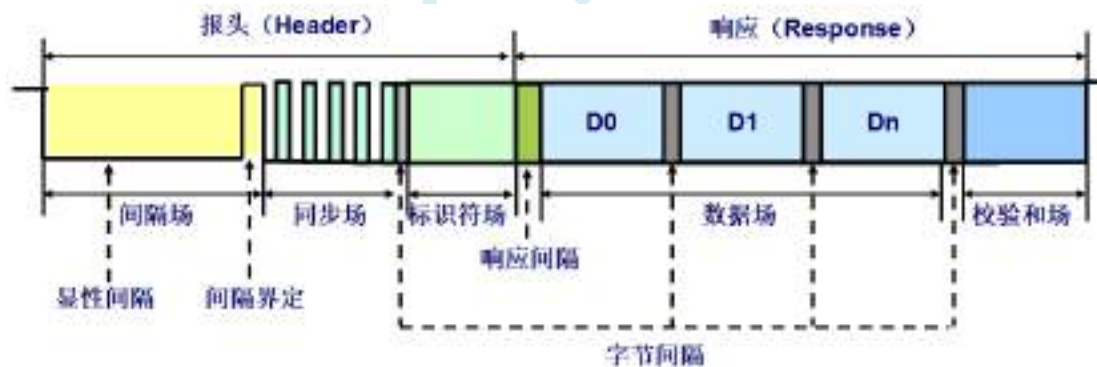 报头（Header）
响应（Response）
D0
D1
Dn
间隔场
同步场
标识符场
数据场
校验和场
响应间隔
显性间隔
间隔界定
字节间隔